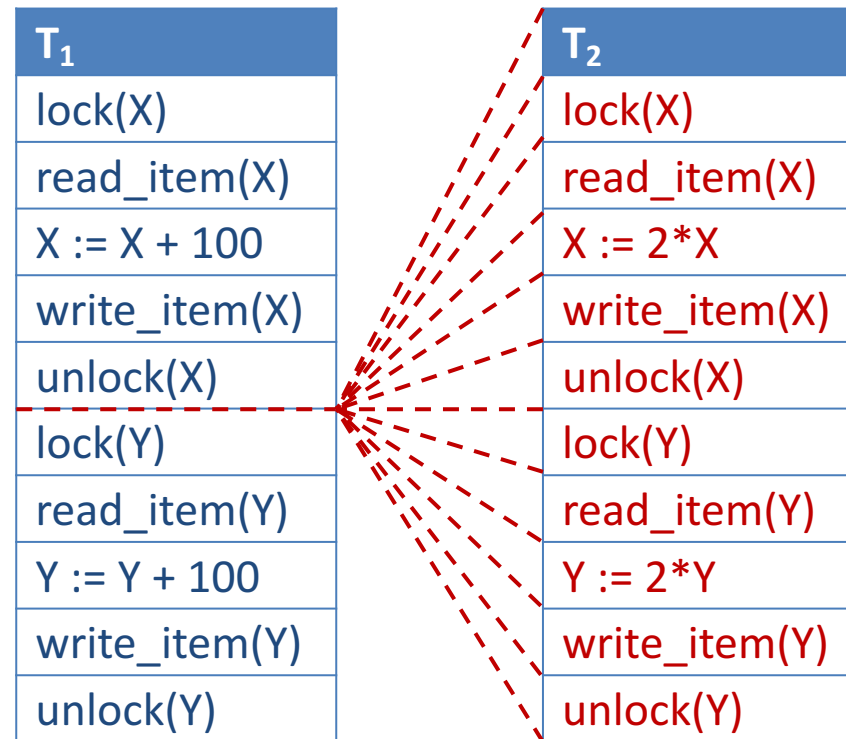 T₁
lock(X)
read_item(X)
X := X + 100
write_item(X)
unlock(X)
lock(Y)
read_item(Y)
Y := Y + 100
write_item(Y)
unlock(Y)
T₂
lock(X)
read_item(X)
X := 2*X
write_item(X)
unlock(X)
lock(Y)
read_item(Y)
Y := 2*Y
write_item(Y)
unlock(Y)